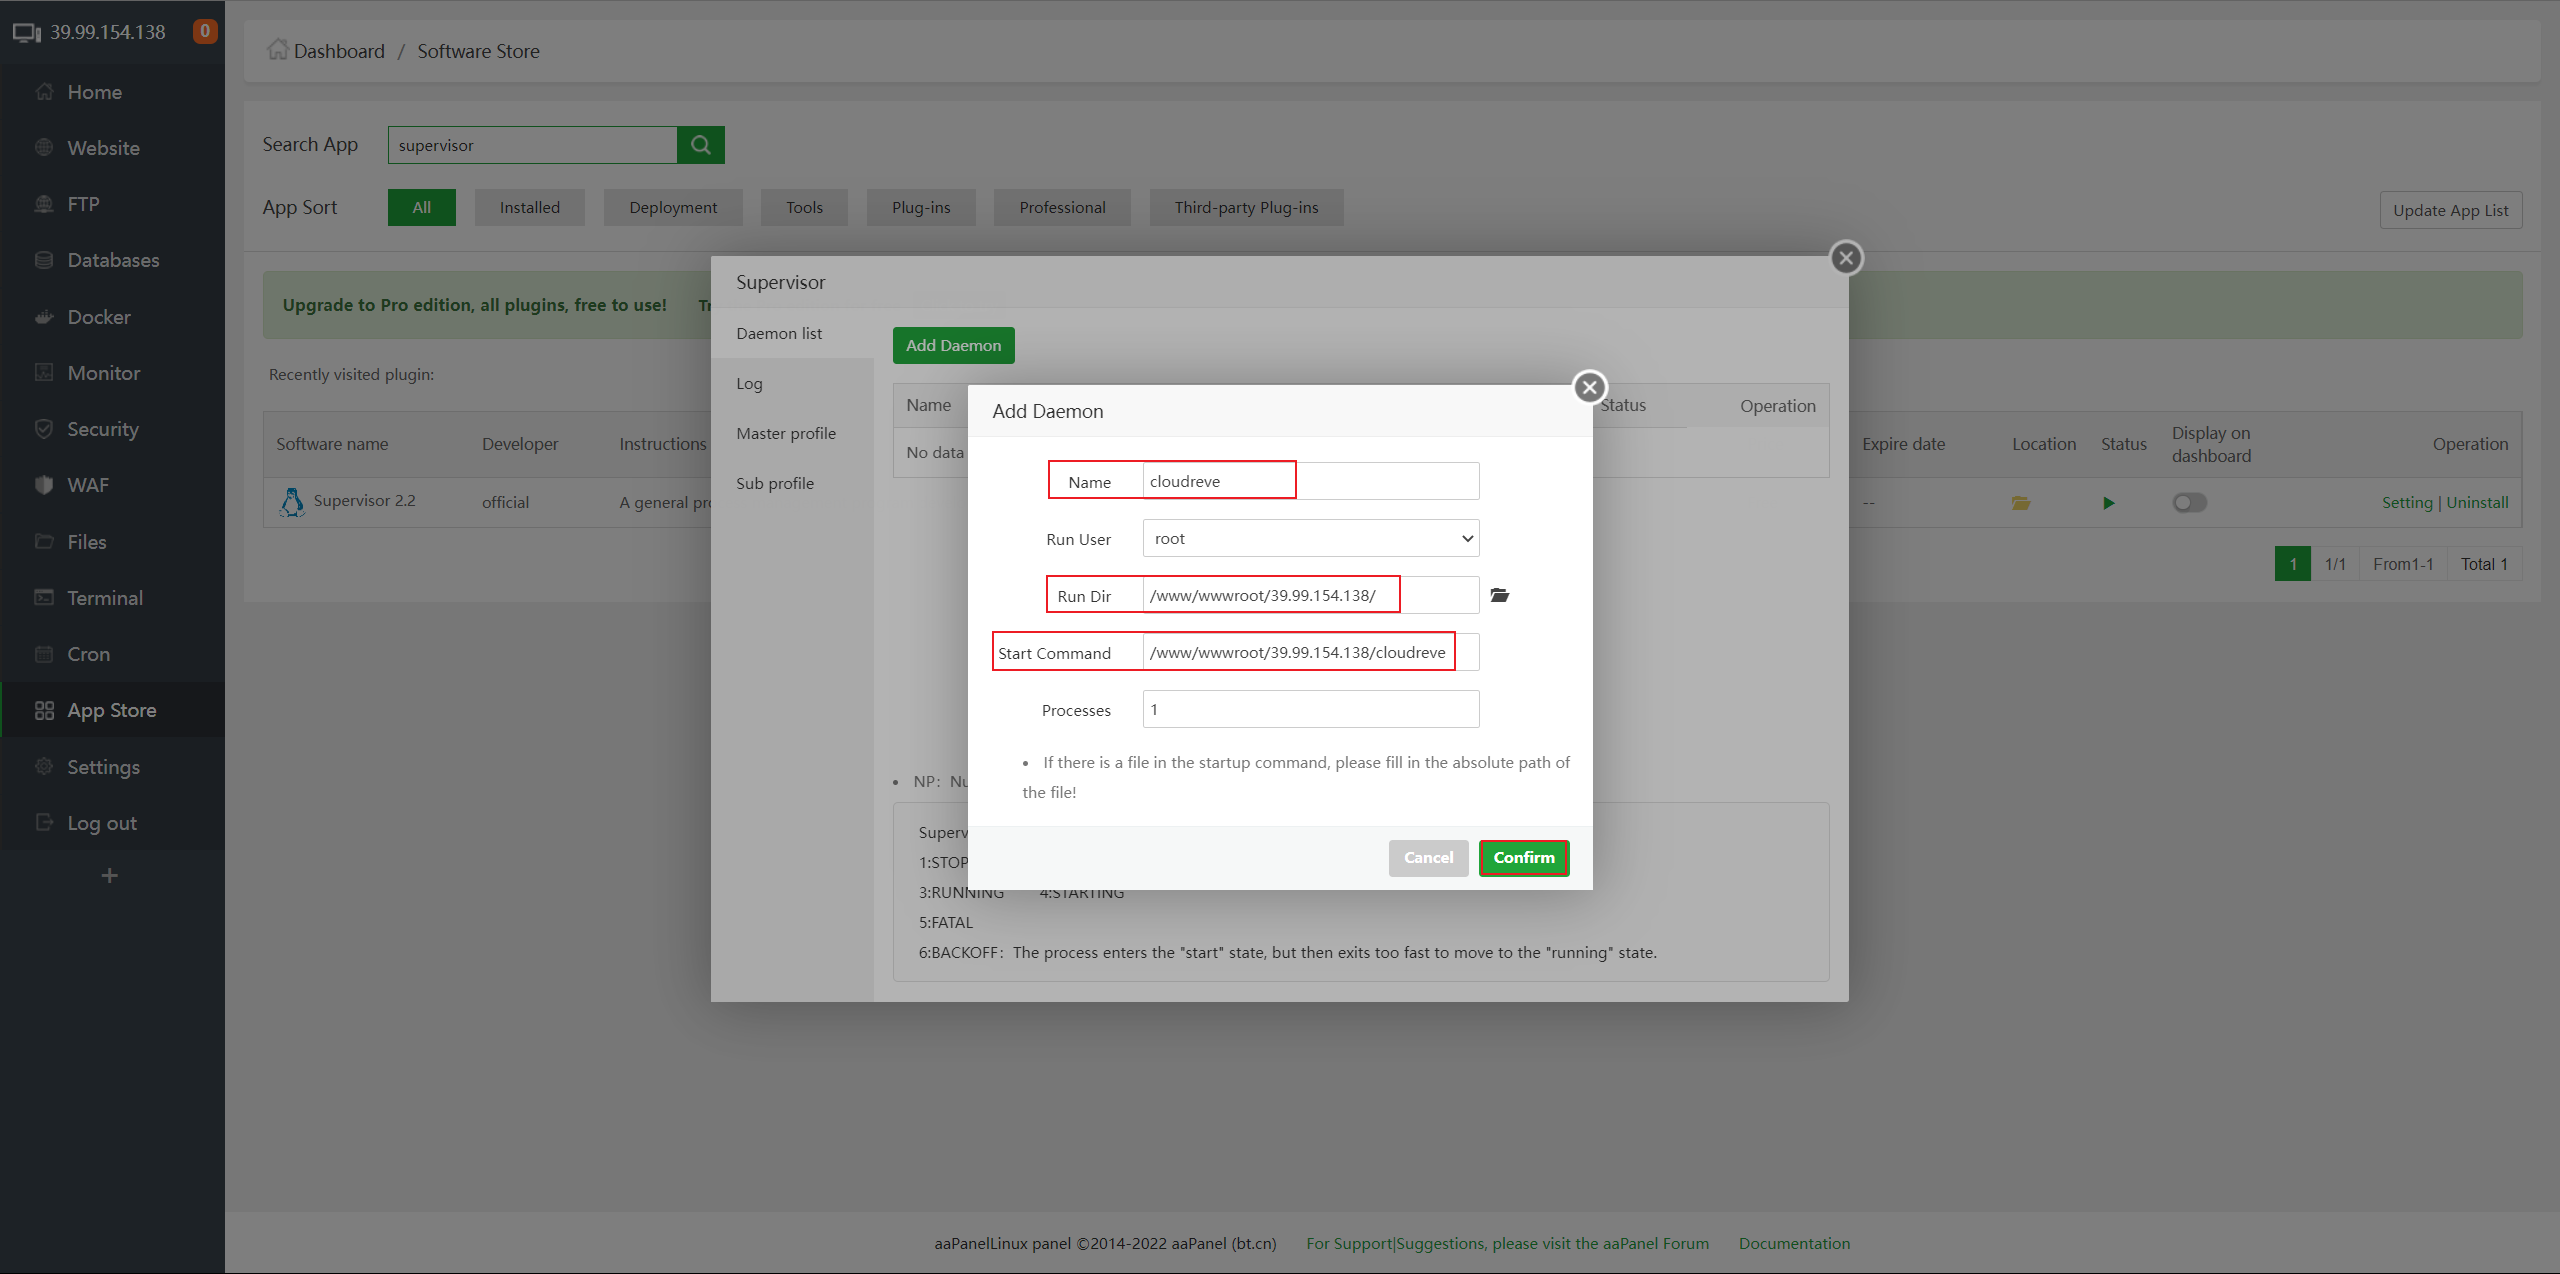 39.99.154.138 0
Home
Website
FTP
Databases
Docker
Monitor
Security
WAF
Files
Terminal
Cron
App Store
Settings
Log out
+
Dashboard / Software Store
Search App supervisor
App Sort All Installed Deployment Tools Plug-ins Professional Third-party Plug-ins Update App List
Upgrade to Pro edition, all plugins, free to use!
Recently visited plugin:
Software name Developer Instructions Expire date Location Status Display on dashboard Operation
Supervisor 2.2 official A general -- Setting | Uninstall
1 1/1 From1-1 Total 1
Supervisor
Daemon list
Log
Master profile
Sub profile
Add Daemon
Name Status Operation
No data
NP:
1:STOP
3:RUNNING 4:STARTING
5:FATAL
6:BACKOFF: The process enters the "start" state, but then exits too fast to move to the "running" state.
Add Daemon
Name cloudreve
Run User root
Run Dir /www/wwwroot/39.99.154.138/
Start Command /www/wwwroot/39.99.154.138/cloudreve
Processes 1
• If there is a file in the startup command, please fill in the absolute path of
the file!
Cancel Confirm
aaPanelLinux panel ©2014-2022 aaPanel (bt.cn) For Support|Suggestions, please visit the aaPanel Forum Documentation